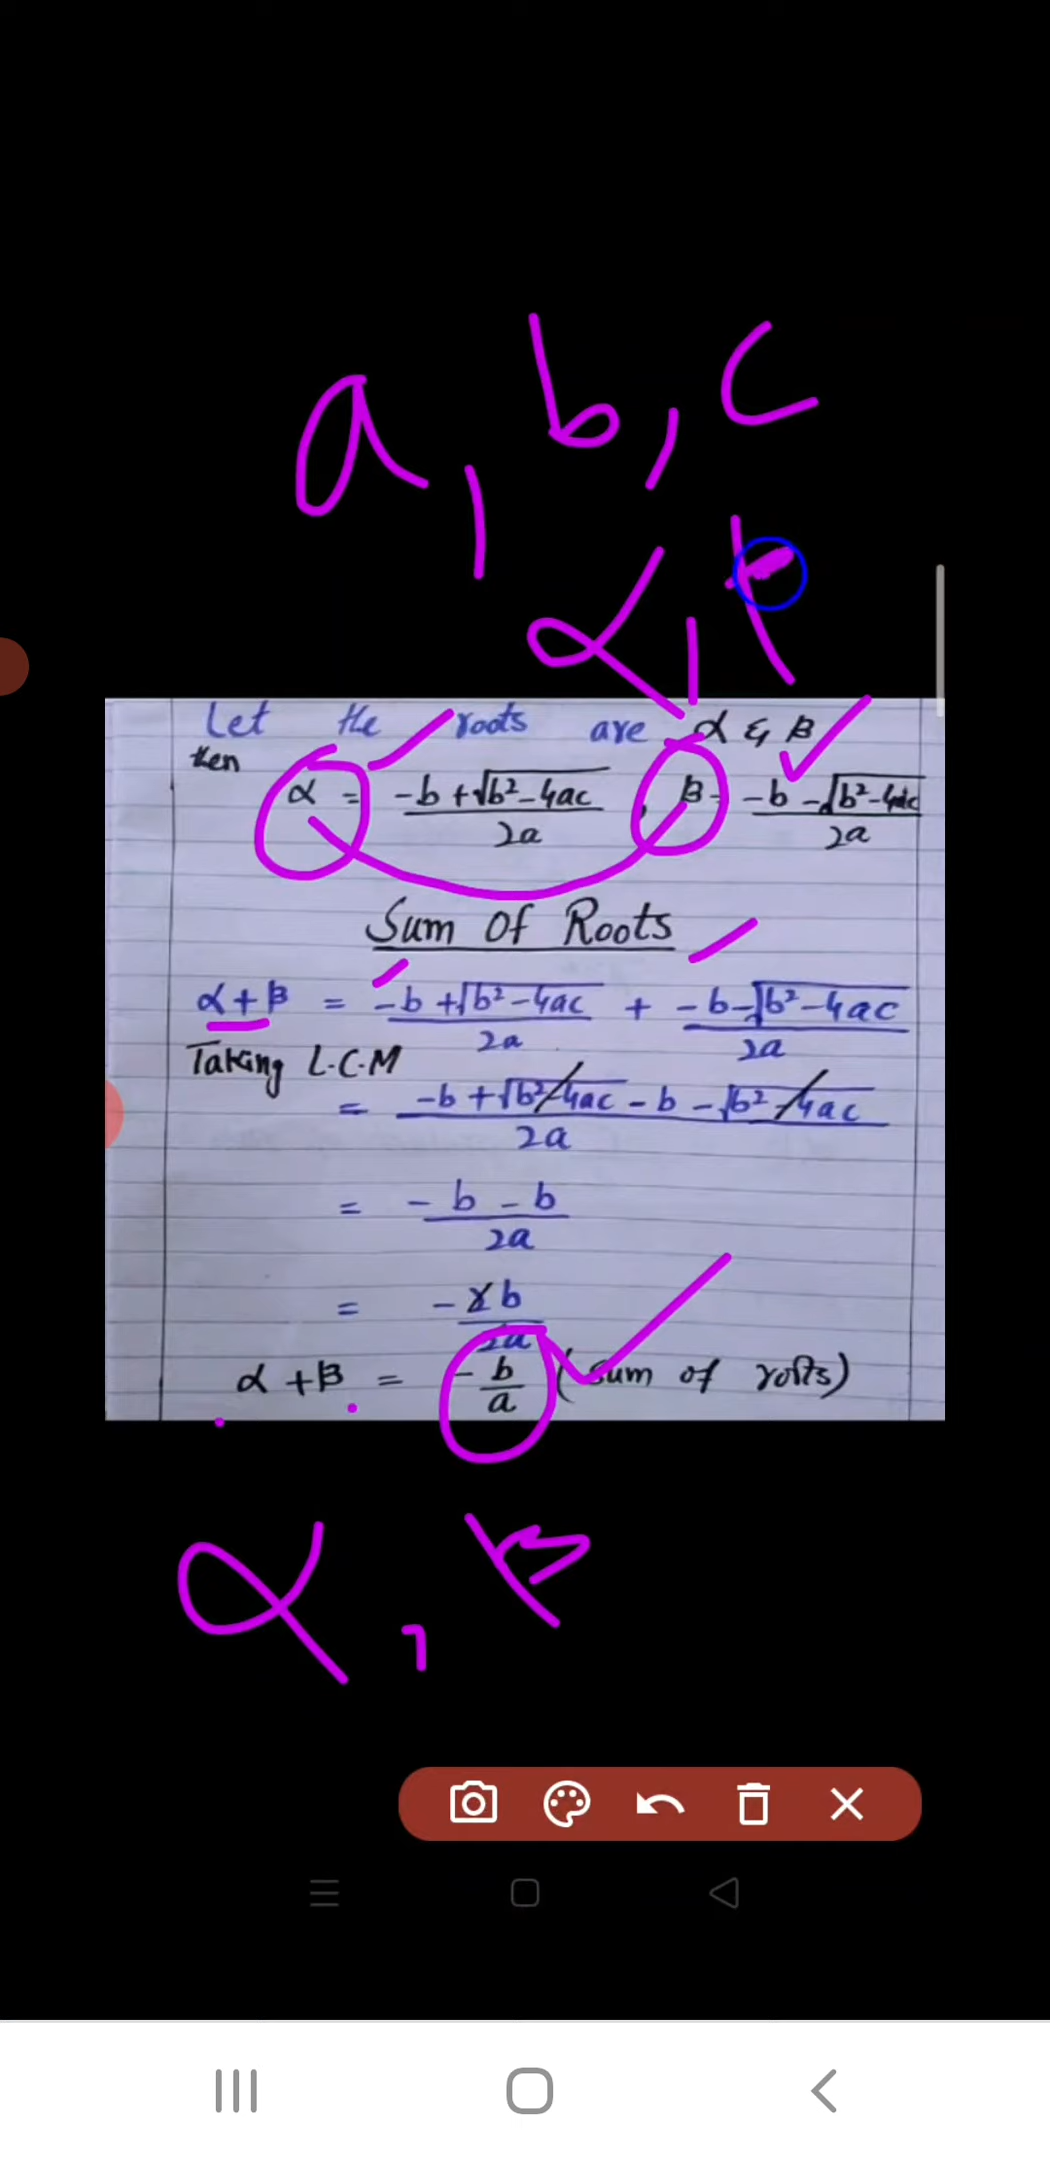 a, b, c
α, β
Let the roots are α & β
then α = -b + √b² - 4ac / 2a , β = -b - √b² - 4ac / 2a
Sum Of Roots
α + β = -b + √b² - 4ac / 2a + -b - √b² - 4ac / 2a
Taking L.C.M
= -b + √b² - 4ac - b - √b² - 4ac / 2a
= -b - b / 2a
= -2b / 2a
α + β = -b / a (Sum of roots)
α, β